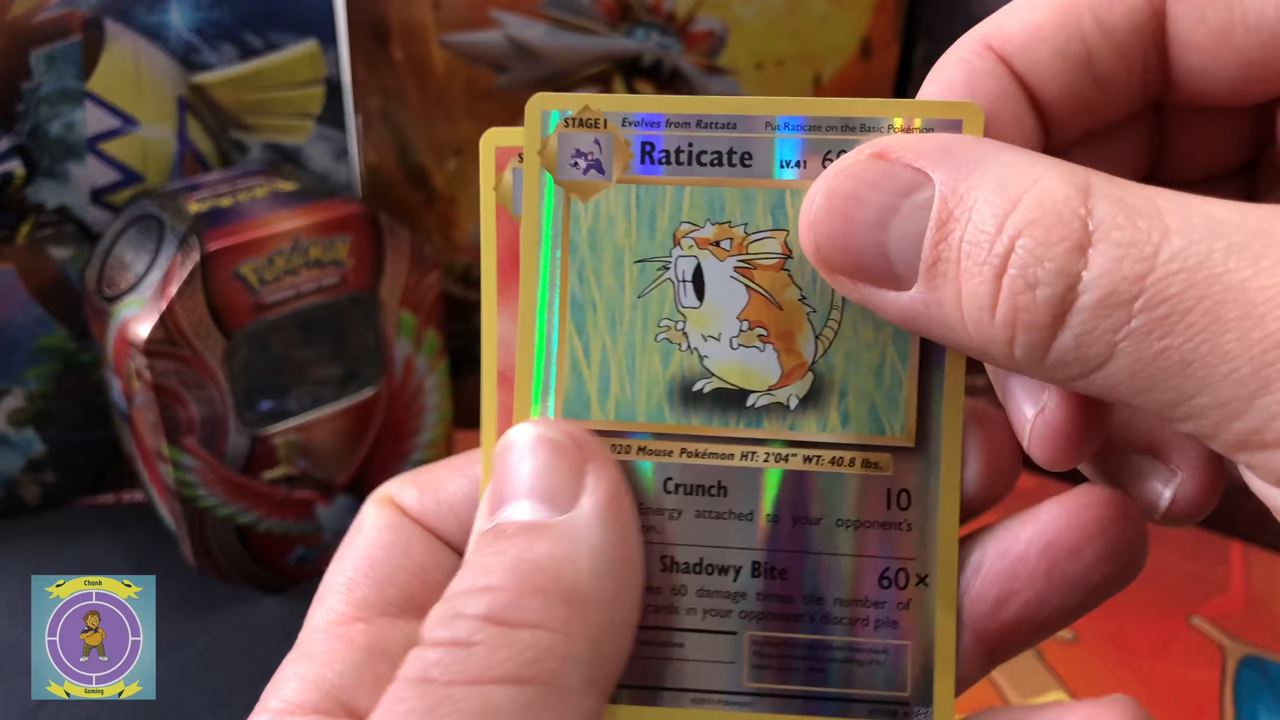 STAGE 1 Evolves from Rattata Put Raticate on the Basic Pokémon
Raticate LV.41
POKÉMON
020 Mouse Pokémon HT: 2'04" WT: 40.8 lbs.
Crunch 10
Energy attached to your opponent's
Shadowy Bite 60×
60 damage times the number of
cards in your opponent's discard pile.
Chunk
Gaming